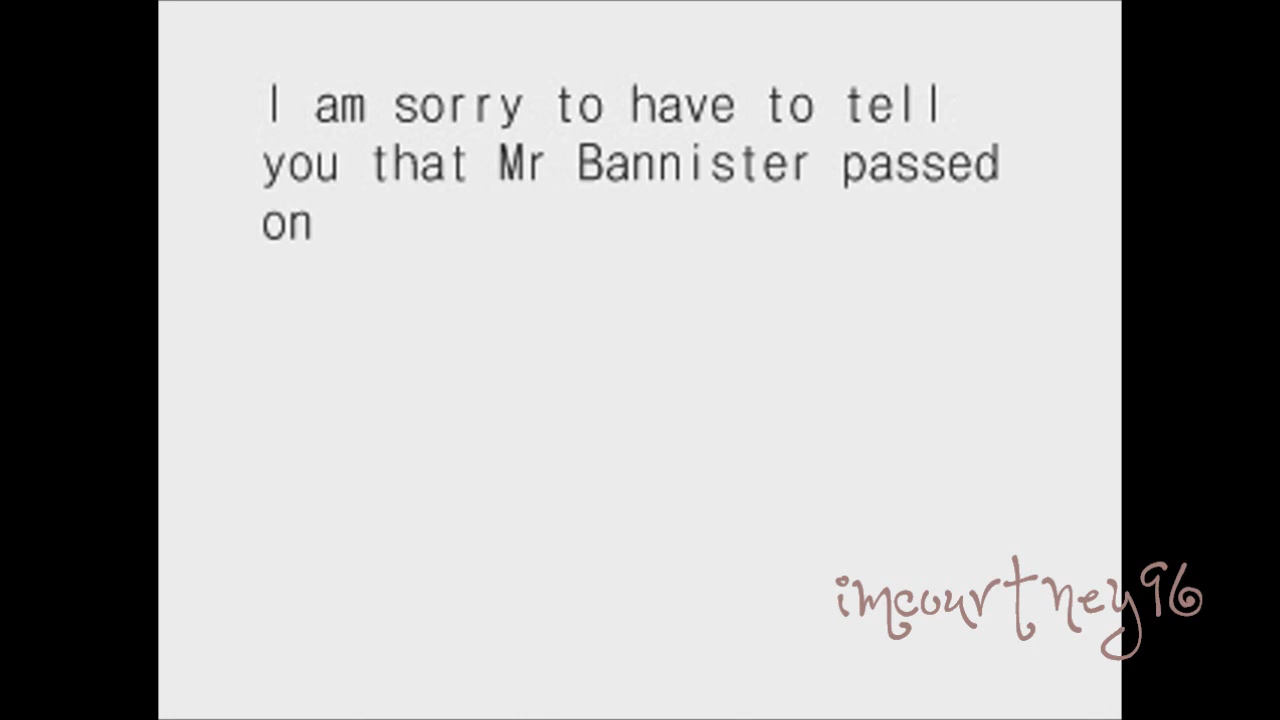 I am sorry to have to tell
you that Mr Bannister passed
on
imcourtney96